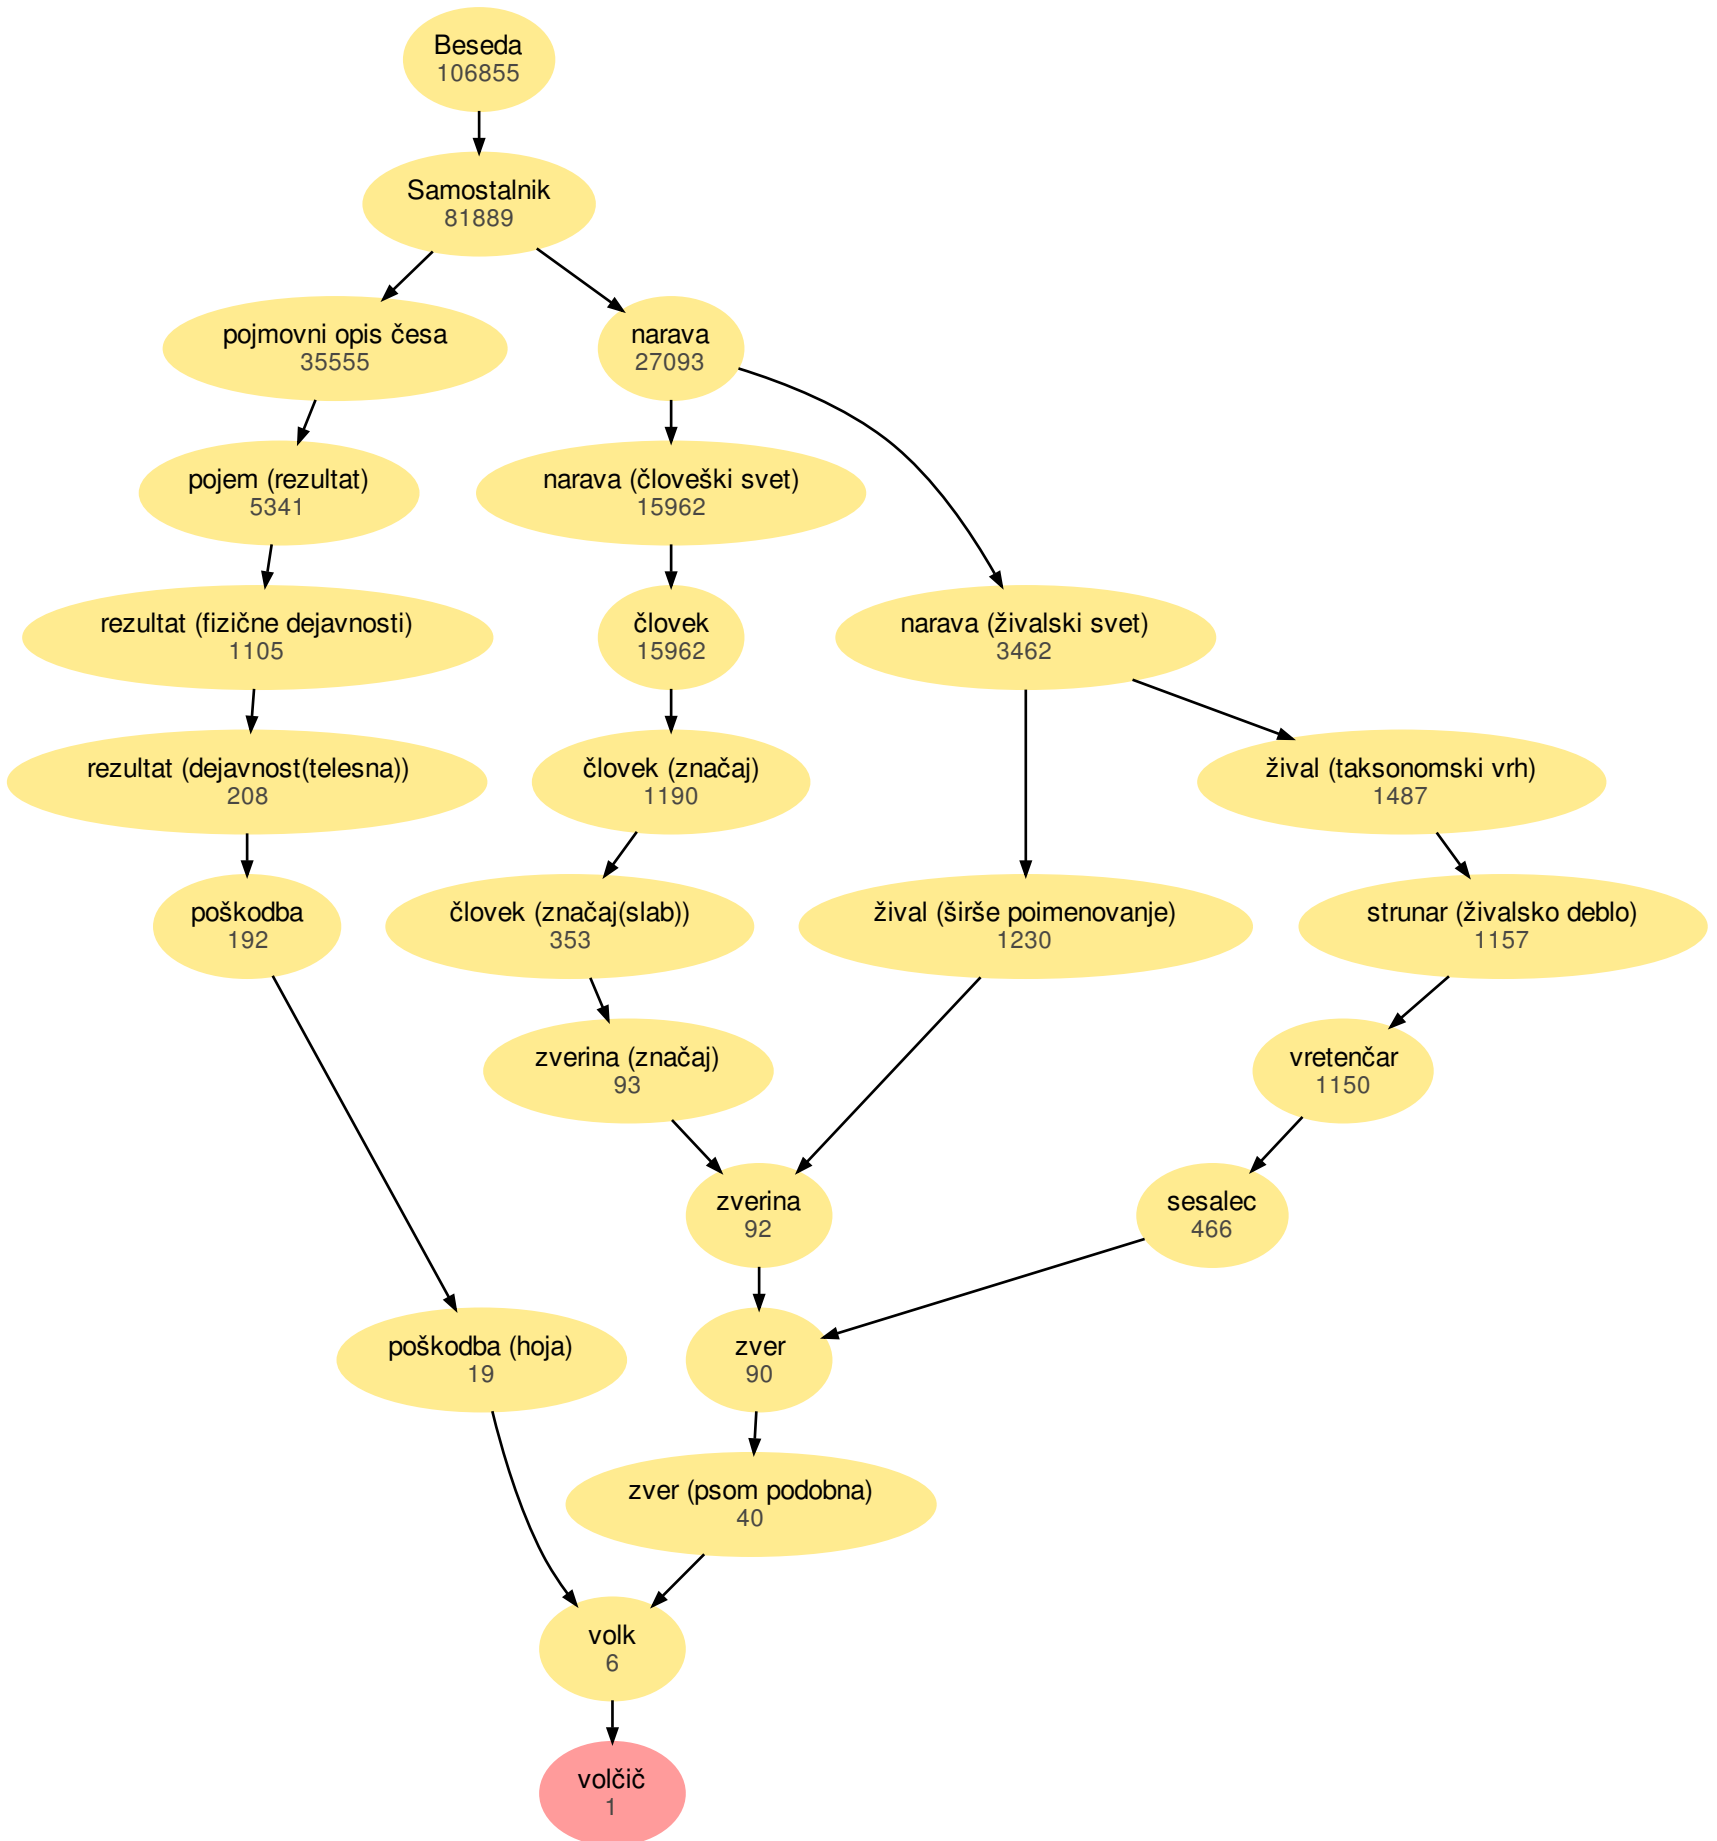 Beseda
106855
Samostalnik
81889
pojmovni opis česa
35555
narava
27093
pojem (rezultat)
5341
narava (človeški svet)
15962
rezultat (fizične dejavnosti)
1105
človek
15962
narava (živalski svet)
3462
rezultat (dejavnost(telesna))
208
človek (značaj)
1190
žival (taksonomski vrh)
1487
poškodba
192
človek (značaj(slab))
353
žival (širše poimenovanje)
1230
strunar (živalsko deblo)
1157
zverina (značaj)
93
vretenčar
1150
zverina
92
sesalec
466
poškodba (hoja)
19
zver
90
zver (psom podobna)
40
volk
6
volčič
1